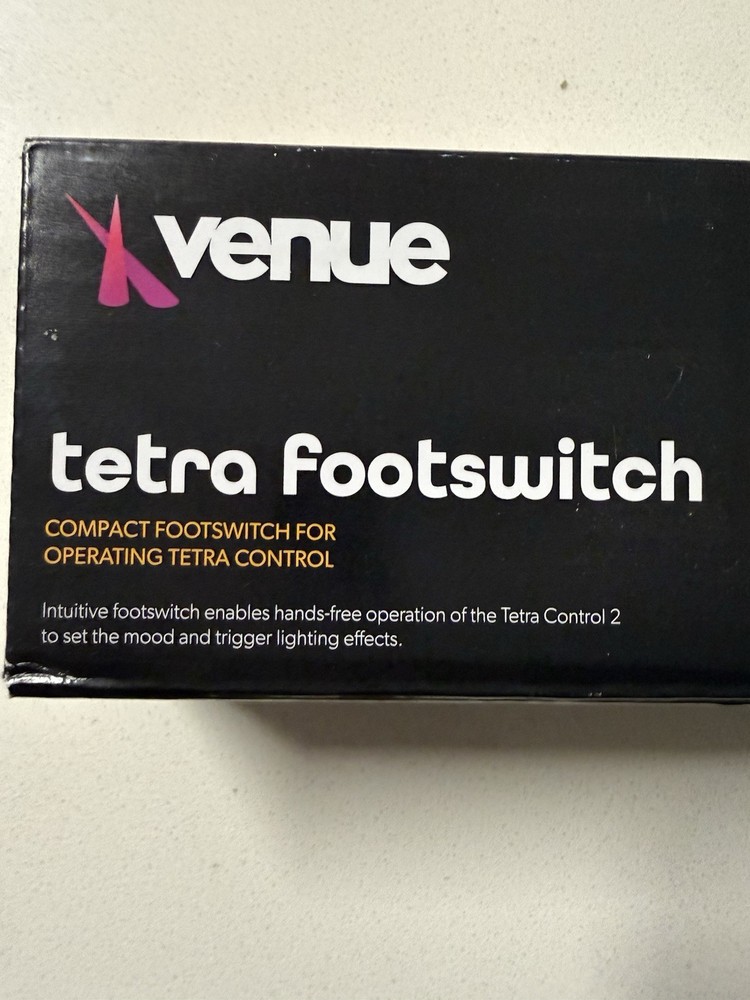 venue
tetra footswitch
COMPACT FOOTSWITCH FOR
OPERATING TETRA CONTROL
Intuitive footswitch enables hands-free operation of the Tetra Control 2
to set the mood and trigger lighting effects.